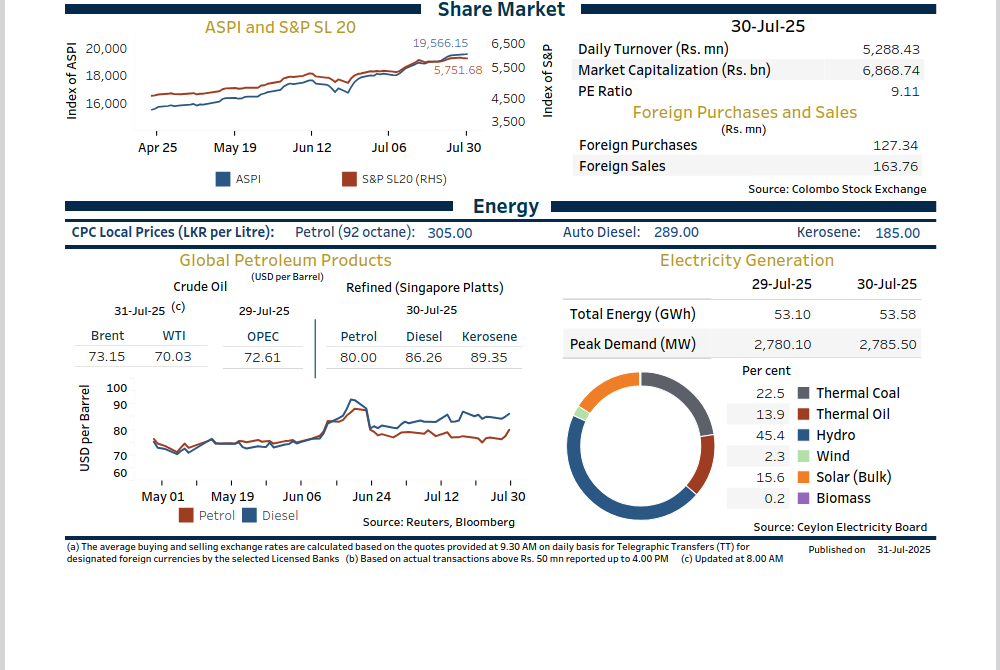 Share Market
ASPI and S&P SL 20
Index of ASPI
20,000
18,000
16,000
19,566.15
5,751.68
6,500
5,500
4,500
3,500
Index of S&P
Apr 25 May 19 Jun 12 Jul 06 Jul 30
ASPI S&P SL20 (RHS)
30-Jul-25
Daily Turnover (Rs. mn) 5,288.43
Market Capitalization (Rs. bn) 6,868.74
PE Ratio 9.11
Foreign Purchases and Sales
(Rs. mn)
Foreign Purchases 127.34
Foreign Sales 163.76
Source: Colombo Stock Exchange
Energy
CPC Local Prices (LKR per Litre): Petrol (92 octane): 305.00 Auto Diesel: 289.00 Kerosene: 185.00
Global Petroleum Products
(USD per Barrel)
Crude Oil Refined (Singapore Platts)
31-Jul-25 (c) 29-Jul-25 30-Jul-25
Brent WTI OPEC Petrol Diesel Kerosene
73.15 70.03 72.61 80.00 86.26 89.35
USD per Barrel
100
90
80
70
60
May 01 May 19 Jun 06 Jun 24 Jul 12 Jul 30
Petrol Diesel
Source: Reuters, Bloomberg
Electricity Generation
29-Jul-25 30-Jul-25
Total Energy (GWh) 53.10 53.58
Peak Demand (MW) 2,780.10 2,785.50
Per cent
22.5 Thermal Coal
13.9 Thermal Oil
45.4 Hydro
2.3 Wind
15.6 Solar (Bulk)
0.2 Biomass
Source: Ceylon Electricity Board
(a) The average buying and selling exchange rates are calculated based on the quotes provided at 9.30 AM on daily basis for Telegraphic Transfers (TT) for
designated foreign currencies by the selected Licensed Banks (b) Based on actual transactions above Rs. 50 mn reported up to 4.00 PM (c) Updated at 8.00 AM
Published on 31-Jul-2025